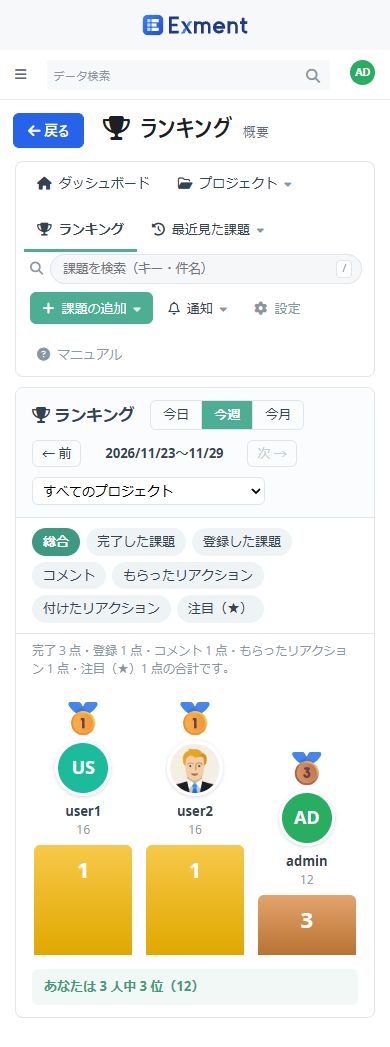 Exment
データ検索
AD
← 戻る
ランキング 概要
ダッシュボード プロジェクト
ランキング 最近見た課題
課題を検索（キー・件名） /
課題の追加 通知 設定
マニュアル
ランキング 今日 今週 今月
← 前 2026/11/23～11/29 次 →
すべてのプロジェクト
総合 完了した課題 登録した課題
コメント もらったリアクション
付けたリアクション 注目（★）
完了 3 点・登録 1 点・コメント 1 点・もらったリアクショ
ン 1 点・注目（★）1 点の合計です。
1 1
3
US
AD
user1 user2
16 16
admin
12
1 1
3
あなたは 3 人中 3 位（12）